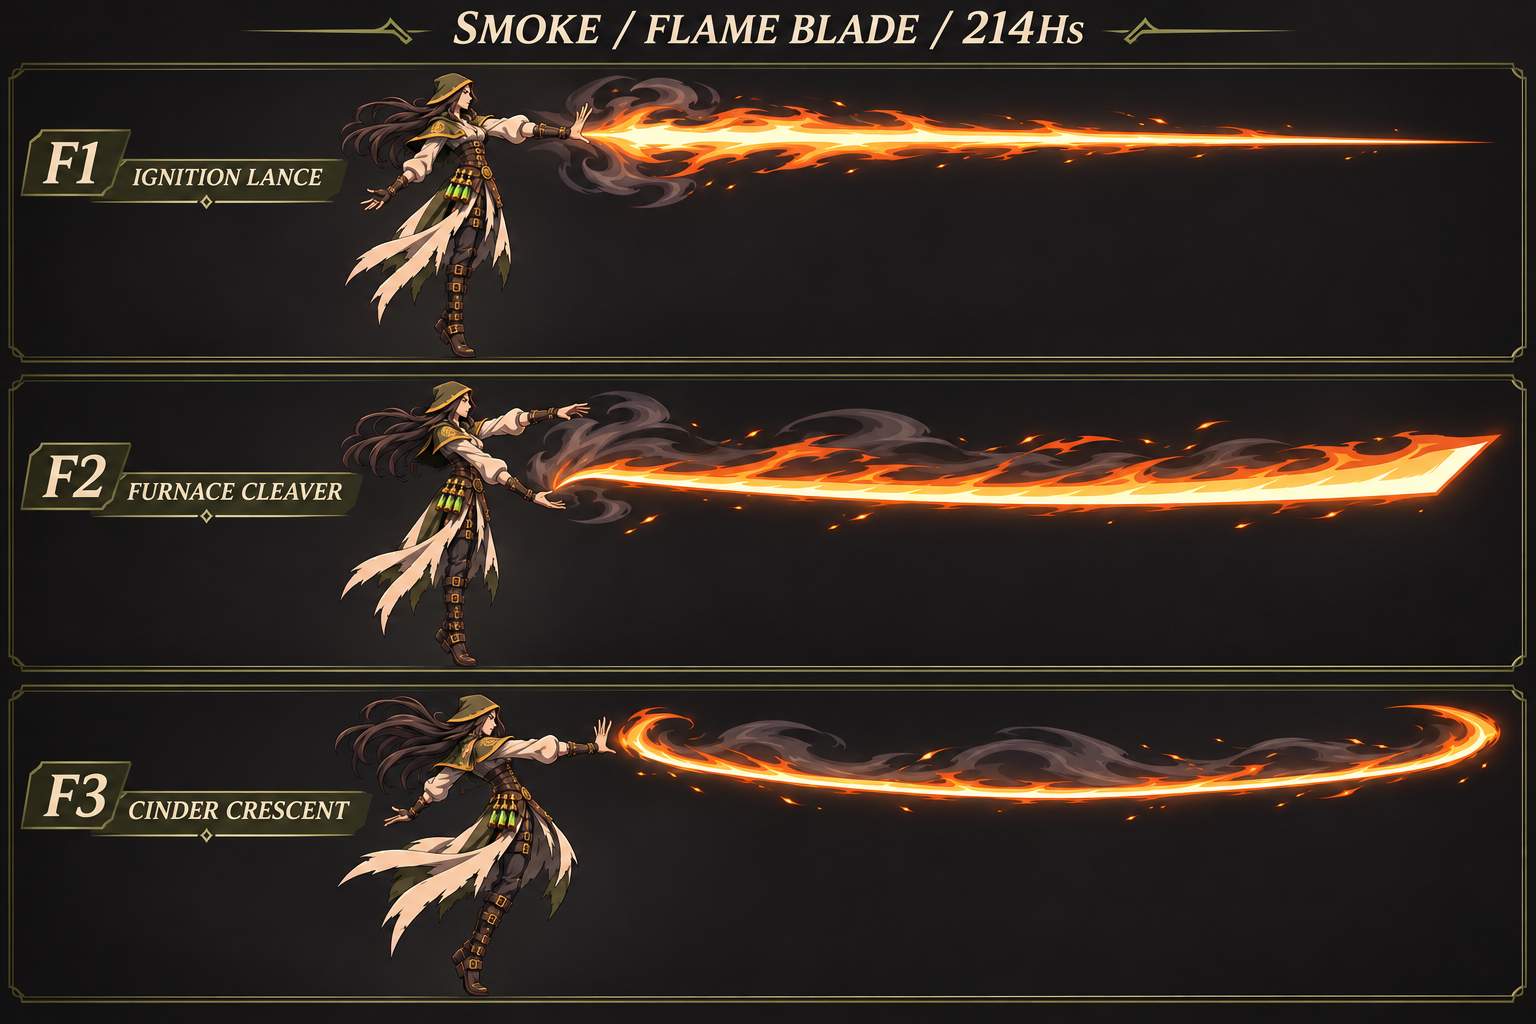 SMOKE / FLAME BLADE / 214HS
F1
IGNITION LANCE
F2
FURNACE CLEAVER
F3
CINDER CRESCENT